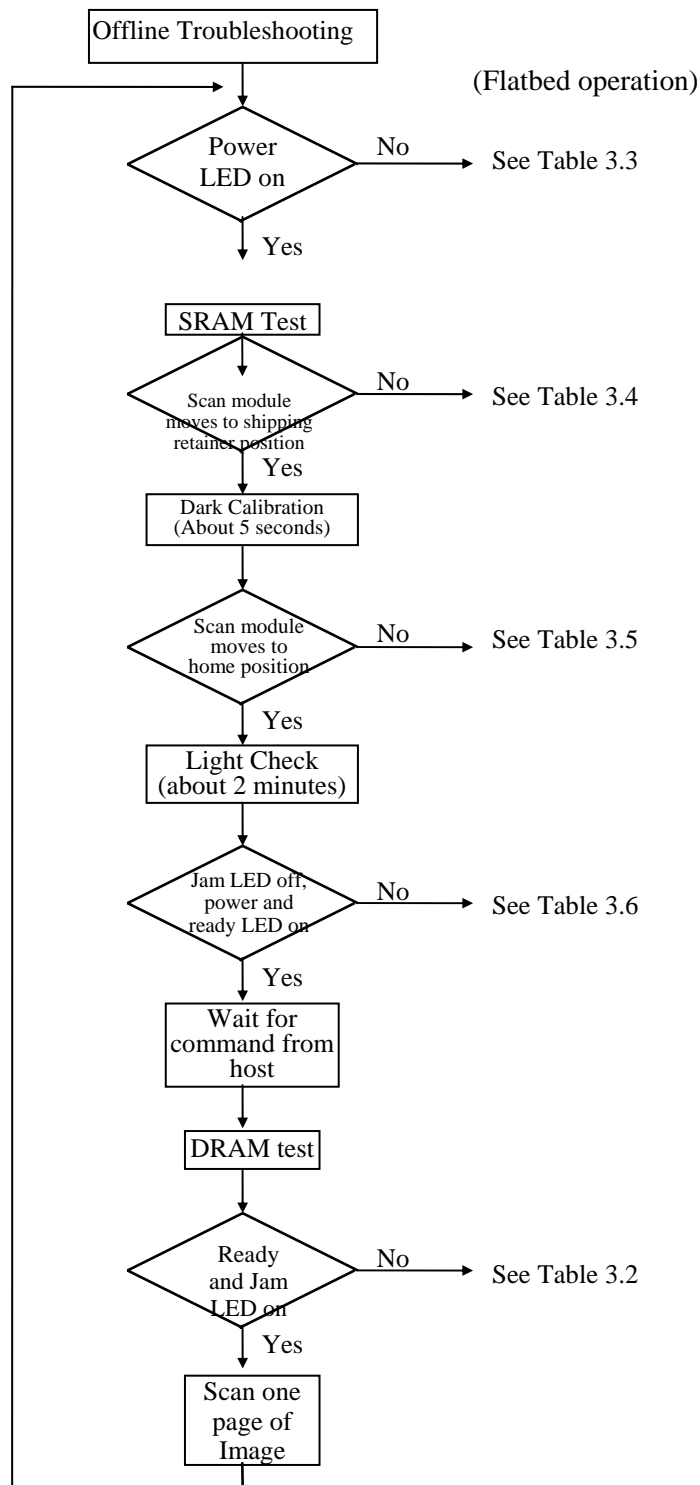 Offline Troubleshooting
(Flatbed operation)
Power
LED on
No
See Table 3.3
Yes
SRAM Test
Scan module
moves to shipping
retainer position
No
See Table 3.4
Yes
Dark Calibration
(About 5 seconds)
Scan module
moves to
home position
No
See Table 3.5
Yes
Light Check
(about 2 minutes)
Jam LED off,
power and
ready LED on
No
See Table 3.6
Yes
Wait for
command from
host
DRAM test
Ready
and Jam
LED on
No
See Table 3.2
Yes
Scan one
page of
Image